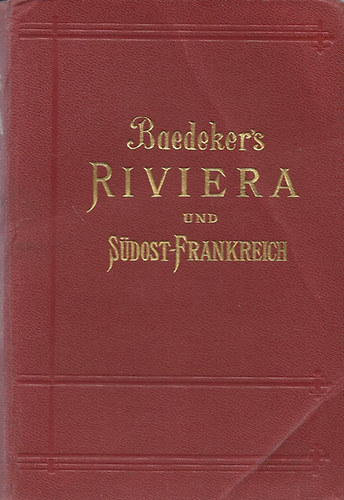 Baedeker's
RIVIERA
UND
SÜDOST-FRANKREICH